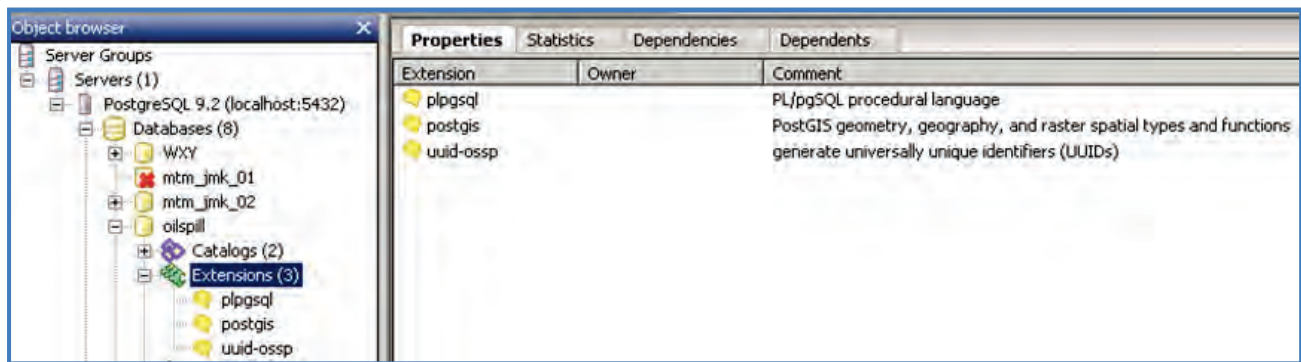 Object browser
Server Groups
Servers (1)
PostgreSQL 9.2 (localhost:5432)
Databases (8)
WXY
mtm_jmk_01
mtm_jmk_02
oilspill
Catalogs (2)
Extensions (3)
plpgsql
postgis
uuid-ossp
Properties Statistics Dependencies Dependents
Extension Owner Comment
plpgsql PL/pgSQL procedural language
postgis PostGIS geometry, geography, and raster spatial types and functions
uuid-ossp generate universally unique identifiers (UUIDs)